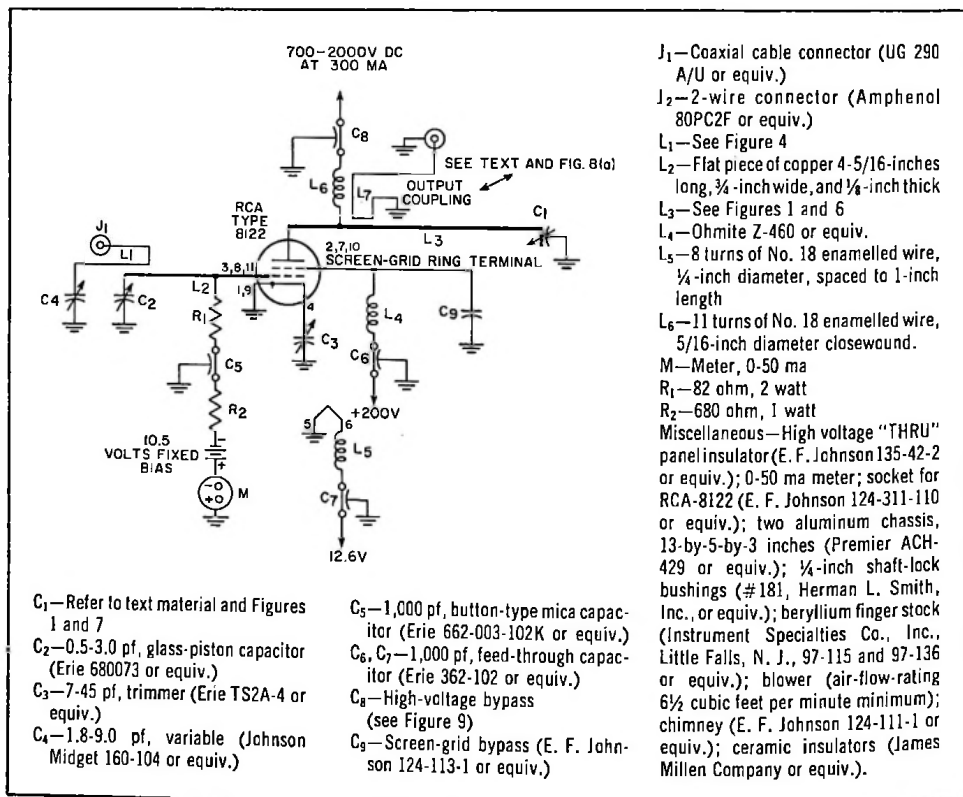 700-2000V DC
AT 300 MA
C8
L6
L7
SEE TEXT AND FIG. 8(a)
OUTPUT
COUPLING
C1
RCA
TYPE
8122
L3
2,7,10
SCREEN-GRID RING TERMINAL
J1
L1
3,8,11
1,9
4
C4
C2
L2
R1
C3
L4
C9
C5
C6
R2
+200V
5
6
L5
10.5
VOLTS FIXED
BIAS
-
+
-
+
M
C7
12.6V
C1—Refer to text material and Figures
1 and 7
C2—0.5-3.0 pf, glass-piston capacitor
(Erie 680073 or equiv.)
C3—7-45 pf, trimmer (Erie TS2A-4 or
equiv.)
C4—1.8-9.0 pf, variable (Johnson
Midget 160-104 or equiv.)
C5—1,000 pf, button-type mica capac-
itor (Erie 662-003-102K or equiv.)
C6, C7—1,000 pf, feed-through capac-
itor (Erie 362-102 or equiv.)
C8—High-voltage bypass
(see Figure 9)
C9—Screen-grid bypass (E. F. John-
son 124-113-1 or equiv.)
J1—Coaxial cable connector (UG 290
A/U or equiv.)
J2—2-wire connector (Amphenol
80PC2F or equiv.)
L1—See Figure 4
L2—Flat piece of copper 4-5/16-inches
long, ¾-inch wide, and ⅛-inch thick
L3—See Figures 1 and 6
L4—Ohmite Z-460 or equiv.
L5—8 turns of No. 18 enamelled wire,
¼-inch diameter, spaced to 1-inch
length
L6—11 turns of No. 18 enamelled wire,
5/16-inch diameter closewound.
M—Meter, 0-50 ma
R1—82 ohm, 2 watt
R2—680 ohm, 1 watt
Miscellaneous—High voltage "THRU"
panel insulator (E. F. Johnson 135-42-2
or equiv.); 0-50 ma meter; socket for
RCA-8122 (E. F. Johnson 124-311-110
or equiv.); two aluminum chassis,
13-by-5-by-3 inches (Premier ACH-
429 or equiv.); ¼-inch shaft-lock
bushings (#181, Herman L. Smith,
Inc., or equiv.); beryllium finger stock
(Instrument Specialties Co., Inc.,
Little Falls, N. J., 97-115 and 97-136
or equiv.); blower (air-flow-rating
6½ cubic feet per minute minimum);
chimney (E. F. Johnson 124-111-1 or
equiv.); ceramic insulators (James
Millen Company or equiv.).